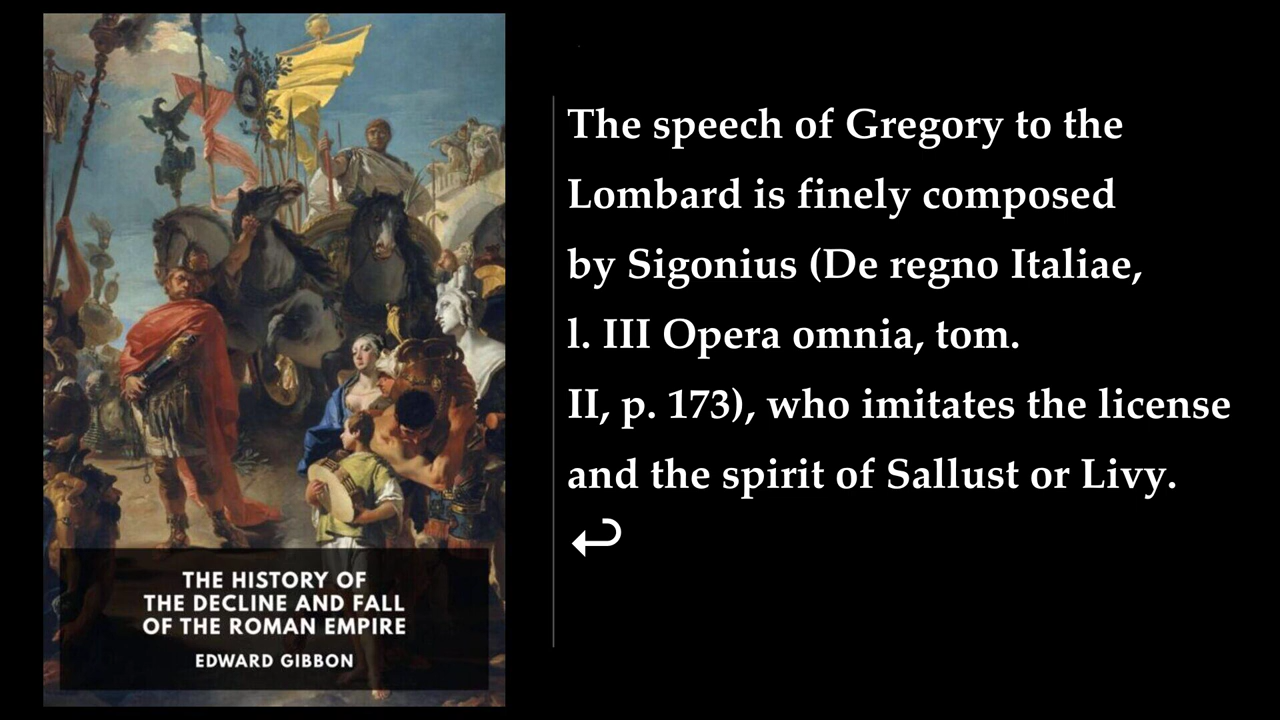 THE HISTORY OF
THE DECLINE AND FALL
OF THE ROMAN EMPIRE
EDWARD GIBBON
The speech of Gregory to the
Lombard is finely composed
by Sigonius (De regno Italiae,
l. III Opera omnia, tom.
II, p. 173), who imitates the license
and the spirit of Sallust or Livy.
↩